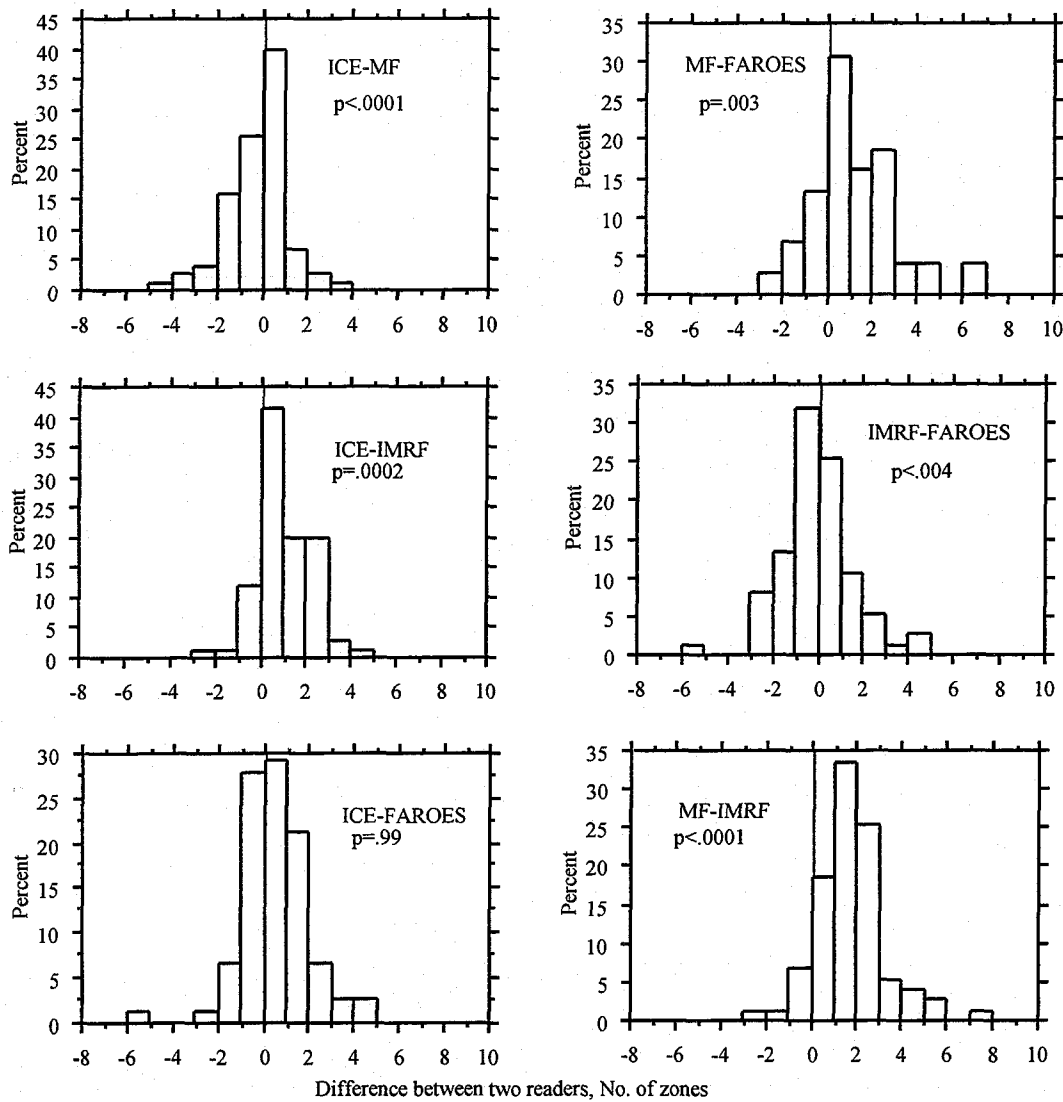 45
40
35
30
25
20
15
10
5
0
Percent
ICE-MF
p<.0001
-8 -6 -4 -2 0 2 4 6 8 10
35
30
25
20
15
10
5
0
Percent
MF-FAROES
p=.003
-8 -6 -4 -2 0 2 4 6 8 10
45
40
35
30
25
20
15
10
5
0
Percent
ICE-IMRF
p=.0002
-8 -6 -4 -2 0 2 4 6 8 10
35
30
25
20
15
10
5
0
Percent
IMRF-FAROES
p<.004
-8 -6 -4 -2 0 2 4 6 8 10
30
25
20
15
10
5
0
Percent
ICE-FAROES
p=.99
-8 -6 -4 -2 0 2 4 6 8 10
35
30
25
20
15
10
5
0
Percent
MF-IMRF
p<.0001
-8 -6 -4 -2 0 2 4 6 8 10
Difference between two readers, No. of zones